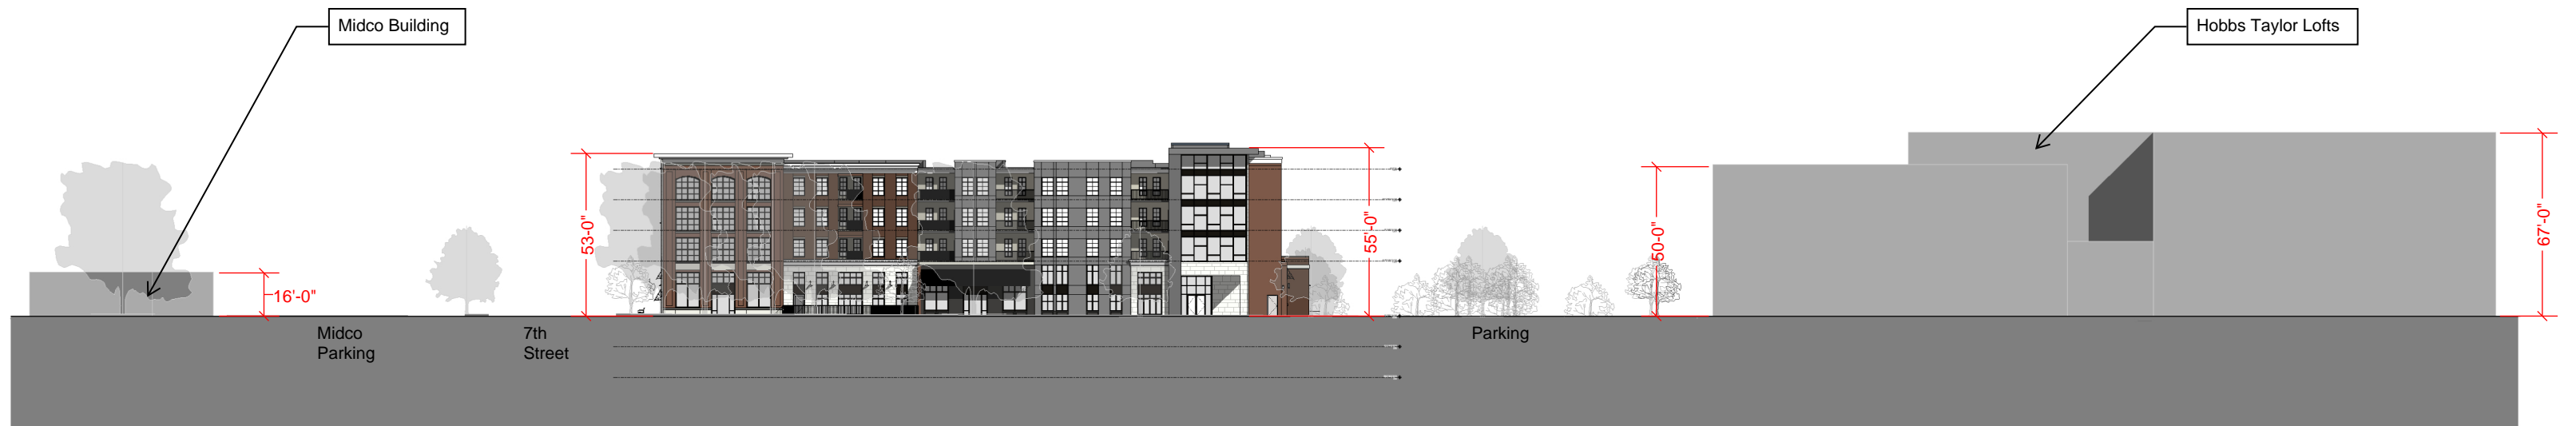 Midco Building
Hobbs Taylor Lofts
53-0"
55'-0"
50-0"
67'-0"
16'-0"
Midco
Parking
7th
Street
Parking